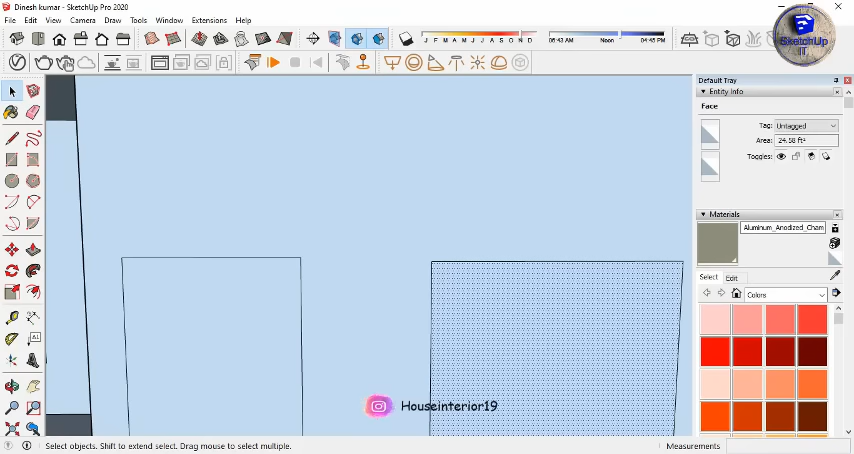 Dinesh kumar - SketchUp Pro 2020
File Edit View Camera Draw Tools Window Extensions Help
J F M A M J J A S O N D
06:43 AM Noon 04:45 PM
SketchUp
IT
Default Tray
Entity Info
Face
Tag: Untagged
Area: 24.58 ft²
Toggles:
Materials
Aluminum_Anodized_Cham
Select Edit
Colors
A1
Houseinterior19
Select objects. Shift to extend select. Drag mouse to select multiple.
Measurements